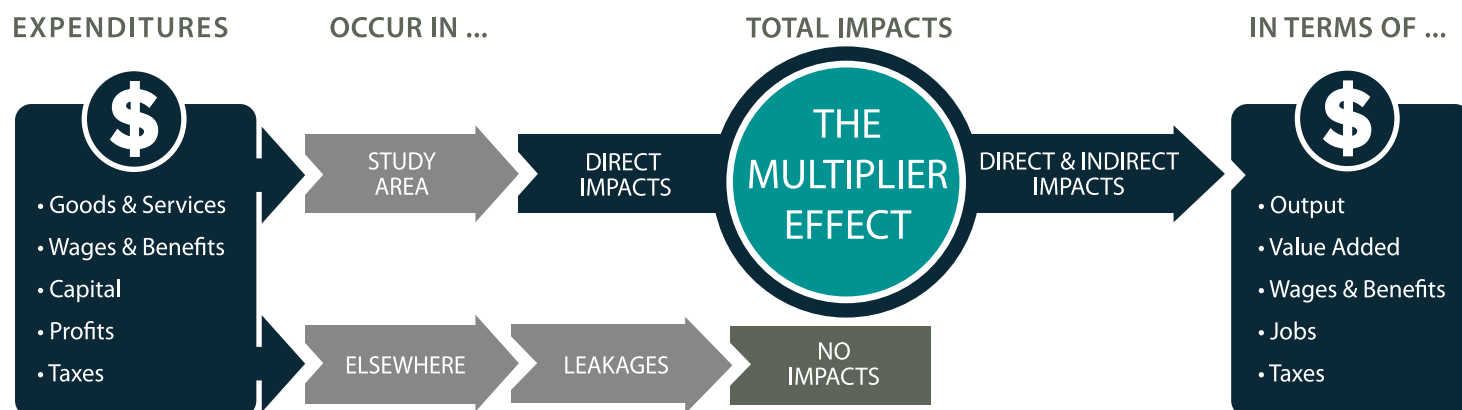 EXPENDITURES
OCCUR IN ...
TOTAL IMPACTS
IN TERMS OF ...
$
• Goods & Services
• Wages & Benefits
• Capital
• Profits
• Taxes
STUDY
AREA
DIRECT
IMPACTS
THE
MULTIPLIER
EFFECT
DIRECT & INDIRECT
IMPACTS
ELSEWHERE
LEAKAGES
NO
IMPACTS
$
• Output
• Value Added
• Wages & Benefits
• Jobs
• Taxes